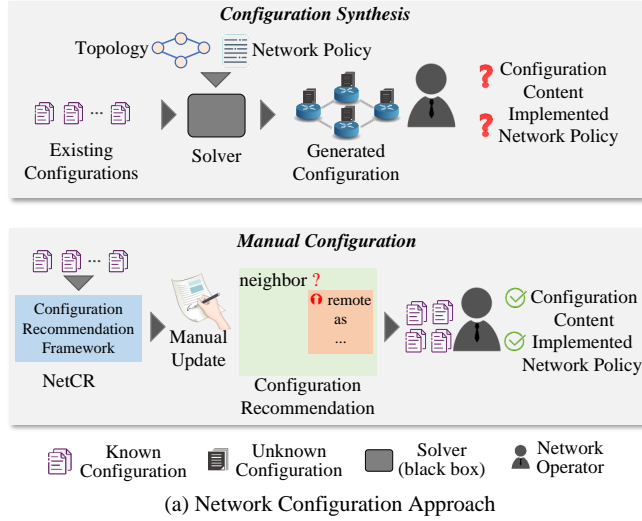 Configuration Synthesis
Topology
Network Policy
...
Existing
Configurations
Solver
Generated
Configuration
? Configuration
Content
? Implemented
Network Policy
Manual Configuration
...
Configuration
Recommendation
Framework
NetCR
Manual
Update
neighbor ?
remote
as
...
Configuration
Recommendation
Configuration
Content
Implemented
Network Policy
Known
Configuration
Unknown
Configuration
Solver
(black box)
Network
Operator
(a) Network Configuration Approach